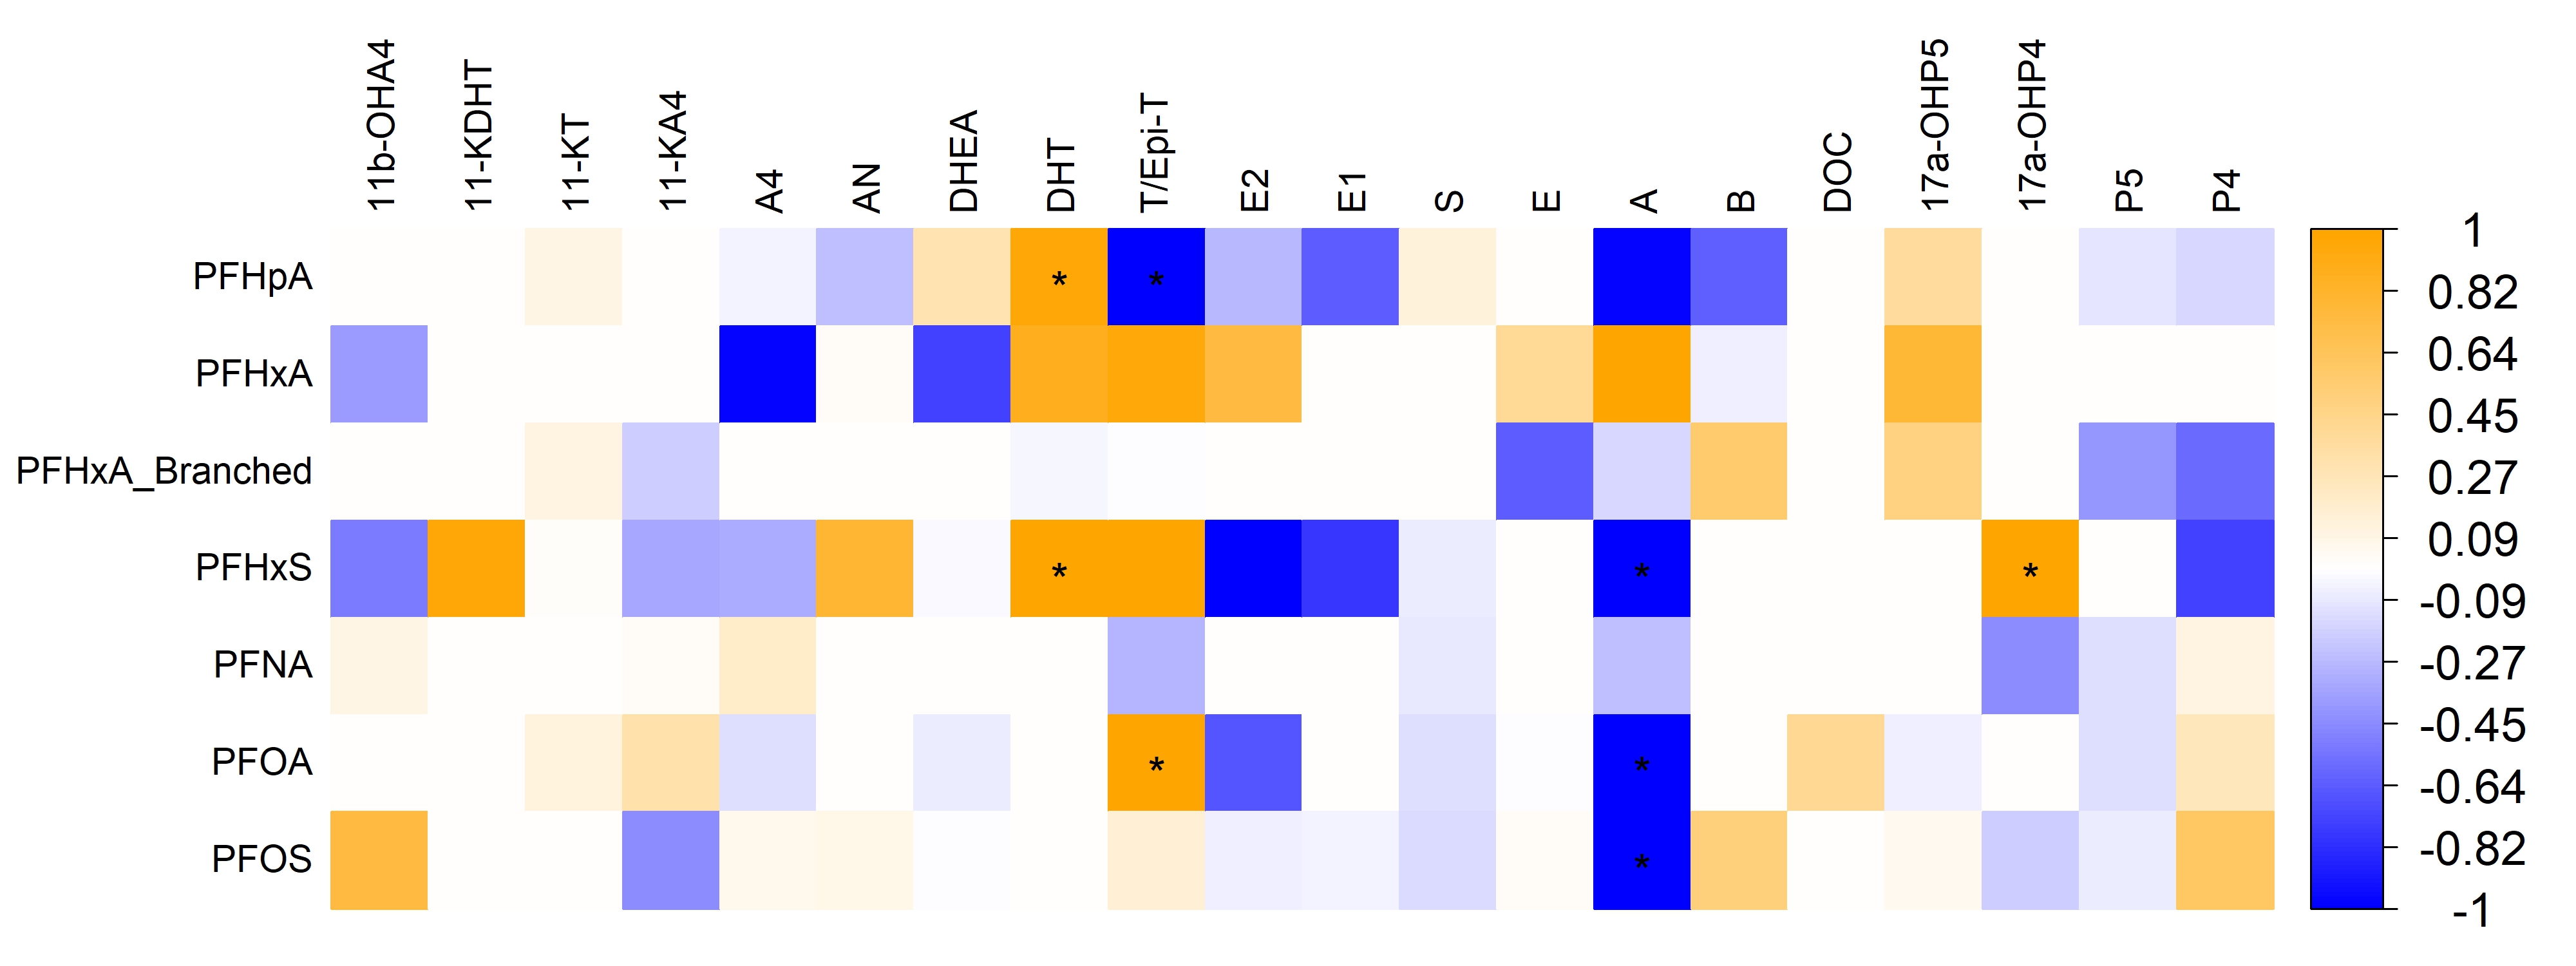 11b-OHA4
11-KDHT
11-KT
11-KA4
A4
AN
DHEA
DHT
T/Epi-T
E2
E1
S
E
A
B
DOC
17a-OHP5
17a-OHP4
P5
P4
PFHpA
* *
PFHxA
PFHxA_Branched
PFHxS
* * *
PFNA
PFOA
* *
PFOS
*
1
0.82
0.64
0.45
0.27
0.09
-0.09
-0.27
-0.45
-0.64
-0.82
-1